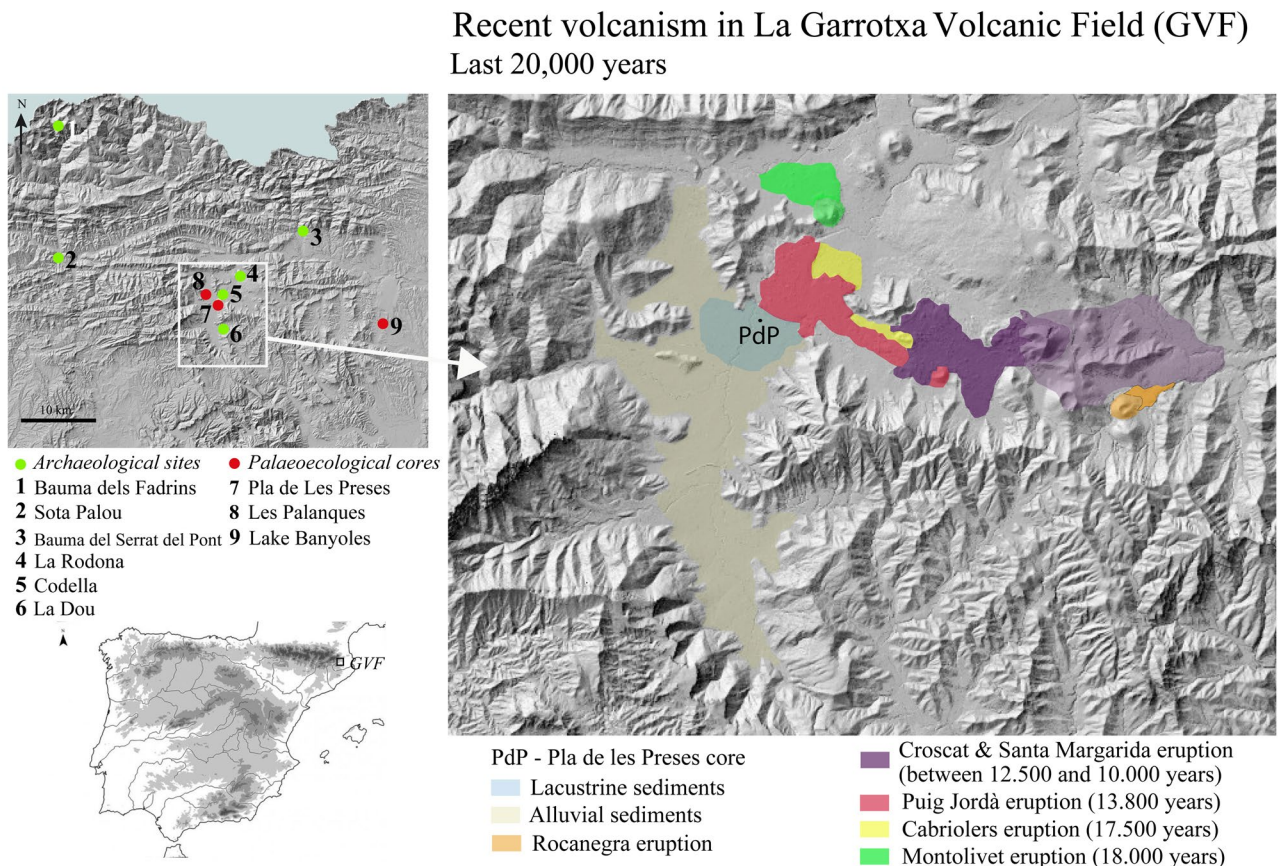 Recent volcanism in La Garrotxa Volcanic Field (GVF)
Last 20,000 years
N
1
2
3
4
8
5
7
6
9
10 km
PdP
Archaeological sites
Palaeoecological cores
1 Bauma dels Fadrins
7 Pla de Les Preses
2 Sota Palou
8 Les Palanques
3 Bauma del Serrat del Pont
9 Lake Banyoles
4 La Rodona
5 Codella
6 La Dou
N
GVF
PdP - Pla de les Preses core
Lacustrine sediments
Alluvial sediments
Rocanegra eruption
Croscat & Santa Margarida eruption
(between 12.500 and 10.000 years)
Puig Jordà eruption (13.800 years)
Cabriolers eruption (17.500 years)
Montolivet eruption (18.000 years)